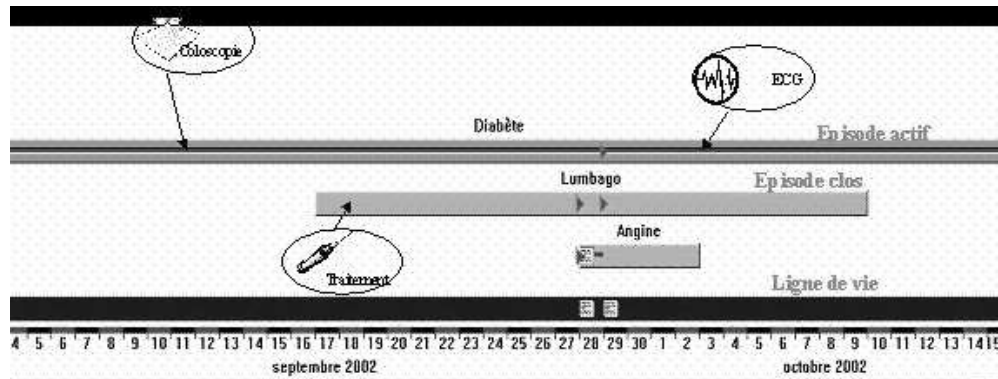 Coloscopie
ECG
Diabète
Episode actif
Lumbago
Episode clos
Angine
Traitement
Ligne de vie
4 5 6 7 8 9 10 11 12 13 14 15 16 17 18 19 20 21 22 23 24 25 26 27 28 29 30 1 2 3 4 5 6 7 8 9 10 11 12 13 14 15
septembre 2002 octobre 2002